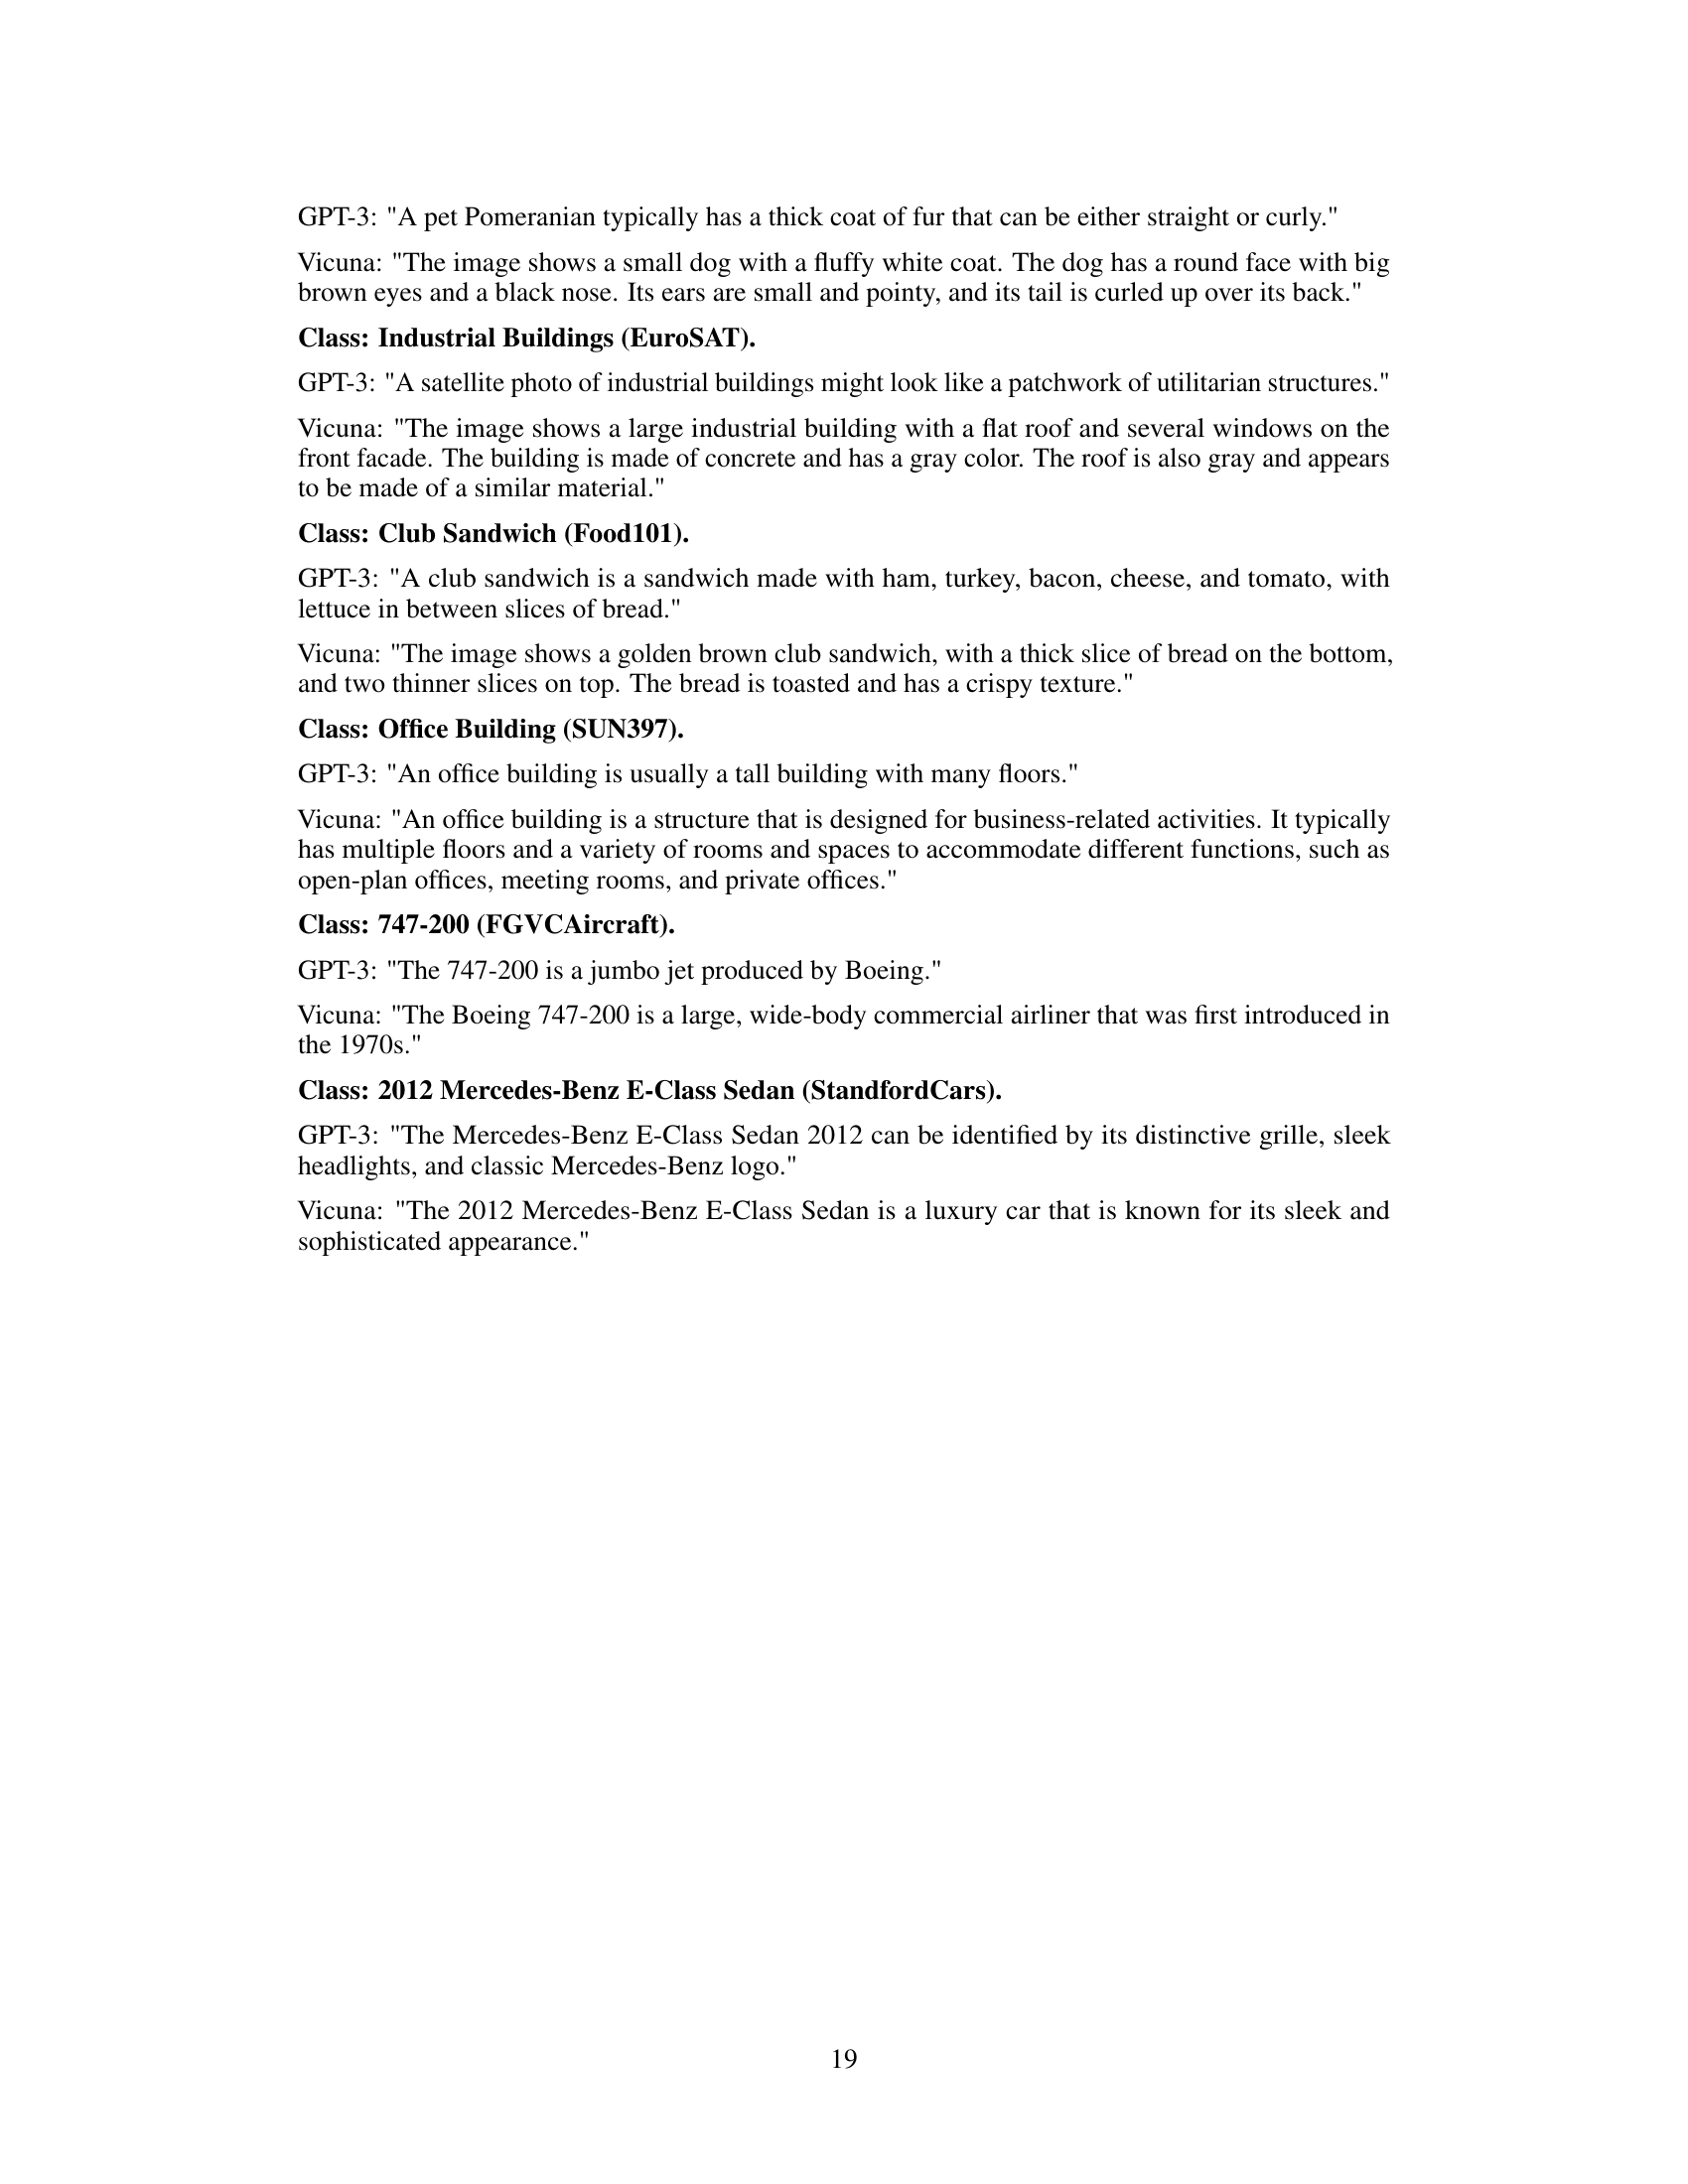 GPT-3: "A pet Pomeranian typically has a thick coat of fur that can be either straight or curly."
Vicuna: "The image shows a small dog with a fluffy white coat. The dog has a round face with big
brown eyes and a black nose. Its ears are small and pointy, and its tail is curled up over its back."
Class: Industrial Buildings (EuroSAT).
GPT-3: "A satellite photo of industrial buildings might look like a patchwork of utilitarian structures."
Vicuna: "The image shows a large industrial building with a flat roof and several windows on the
front facade. The building is made of concrete and has a gray color. The roof is also gray and appears
to be made of a similar material."
Class: Club Sandwich (Food101).
GPT-3: "A club sandwich is a sandwich made with ham, turkey, bacon, cheese, and tomato, with
lettuce in between slices of bread."
Vicuna: "The image shows a golden brown club sandwich, with a thick slice of bread on the bottom,
and two thinner slices on top. The bread is toasted and has a crispy texture."
Class: Office Building (SUN397).
GPT-3: "An office building is usually a tall building with many floors."
Vicuna: "An office building is a structure that is designed for business-related activities. It typically
has multiple floors and a variety of rooms and spaces to accommodate different functions, such as
open-plan offices, meeting rooms, and private offices."
Class: 747-200 (FGVCAircraft).
GPT-3: "The 747-200 is a jumbo jet produced by Boeing."
Vicuna: "The Boeing 747-200 is a large, wide-body commercial airliner that was first introduced in
the 1970s."
Class: 2012 Mercedes-Benz E-Class Sedan (StandfordCars).
GPT-3: "The Mercedes-Benz E-Class Sedan 2012 can be identified by its distinctive grille, sleek
headlights, and classic Mercedes-Benz logo."
Vicuna: "The 2012 Mercedes-Benz E-Class Sedan is a luxury car that is known for its sleek and
sophisticated appearance."
19